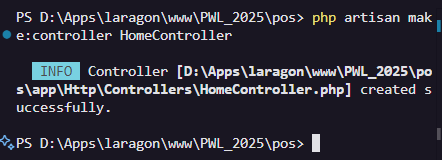 PS D:\Apps\laragon\www\PWL_2025\pos> php artisan mak
e:controller HomeController
INFO Controller [D:\Apps\laragon\www\PWL_2025\po
s\app\Http\Controllers\HomeController.php] created s
uccessfully.
PS D:\Apps\laragon\www\PWL_2025\pos>